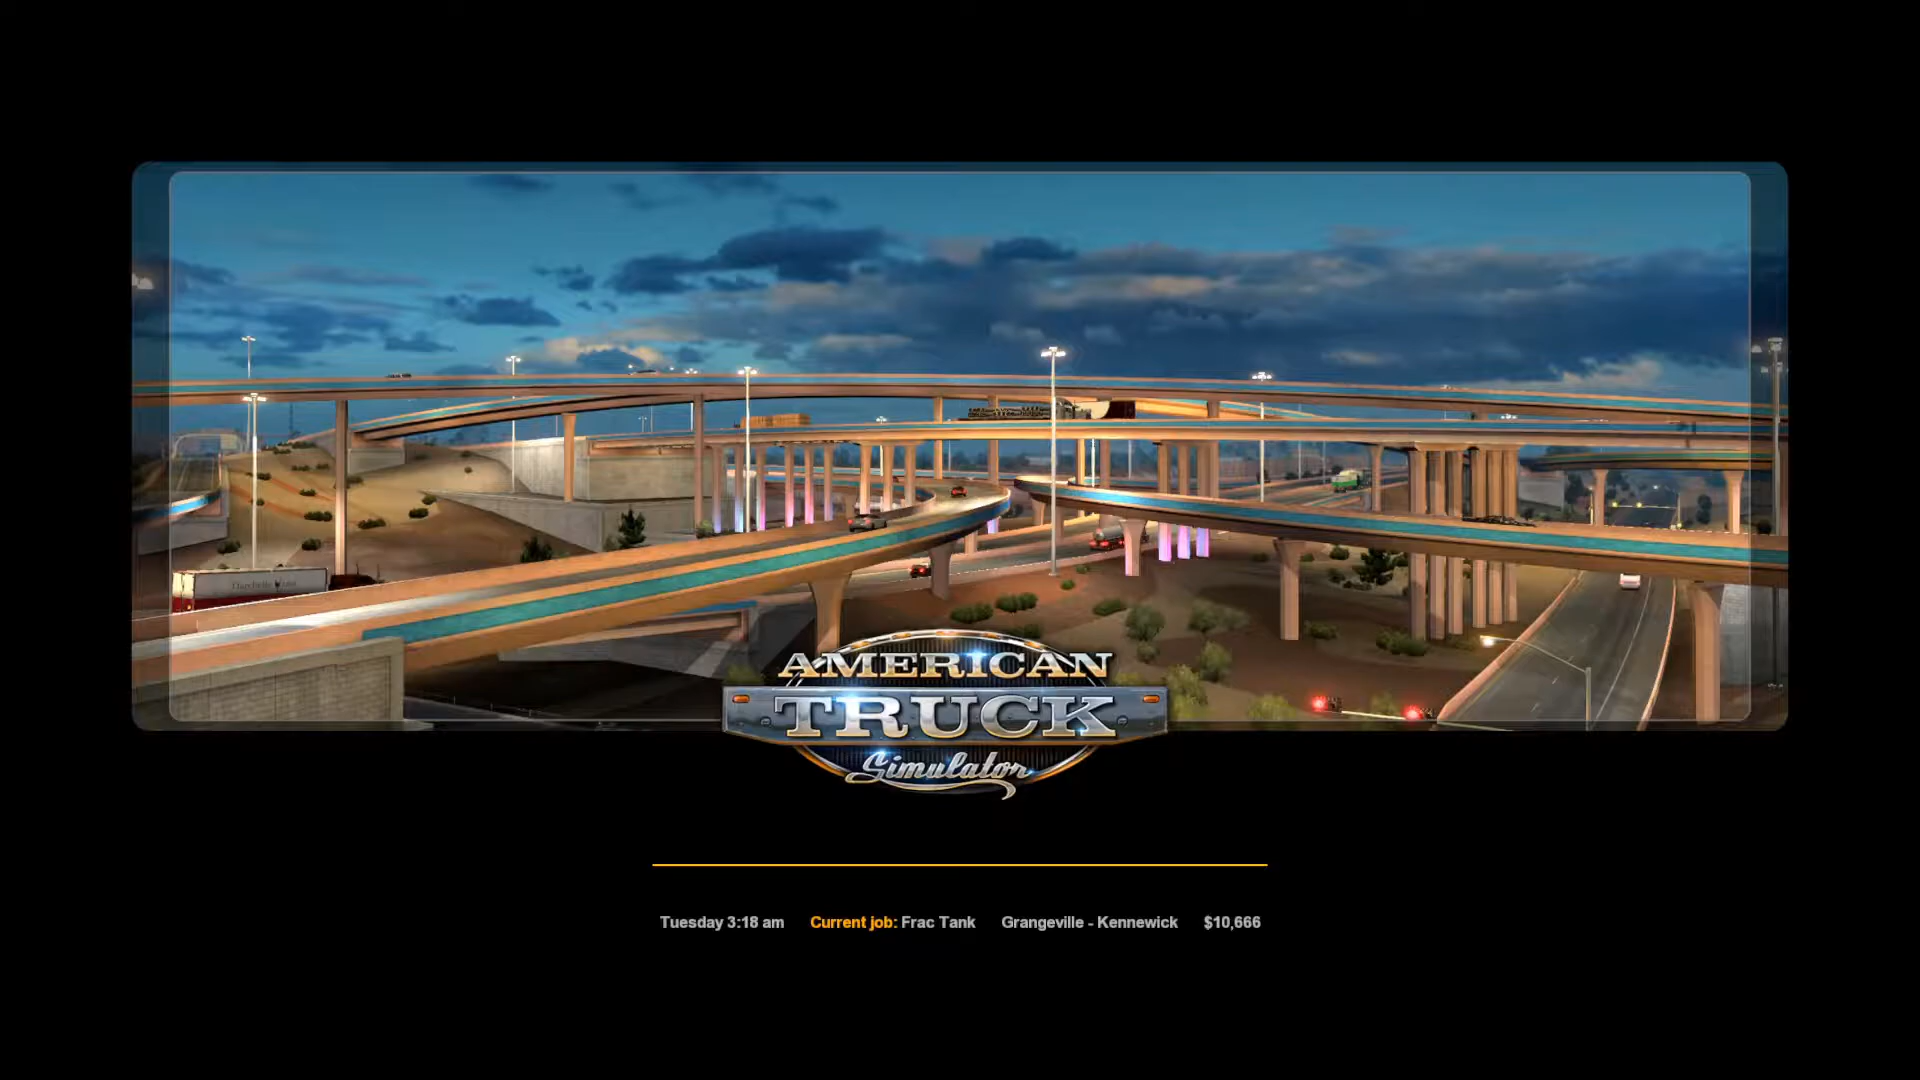 AMERICAN
TRUCK
Simulator
Tuesday 3:18 am Current job: Frac Tank Grangeville - Kennewick $10,666